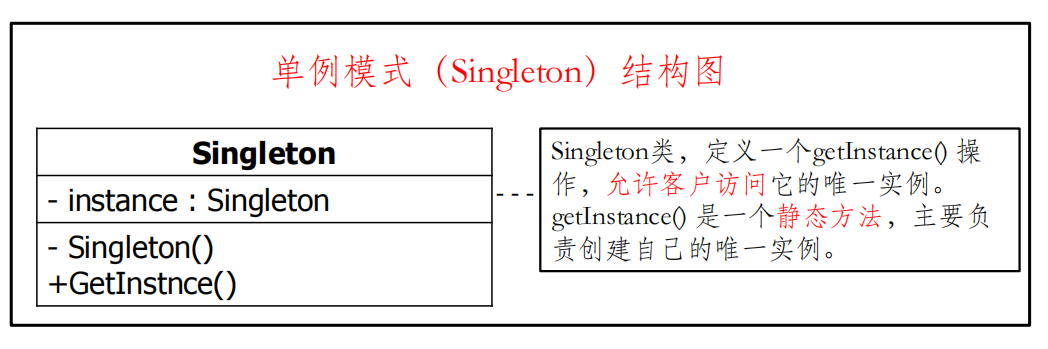 单例模式（Singleton）结构图
Singleton
- instance : Singleton
- Singleton()
+GetInstnce()
Singleton类，定义一个getInstance() 操
作，允许客户访问它的唯一实例。
getInstance() 是一个静态方法，主要负
责创建自己的唯一实例。